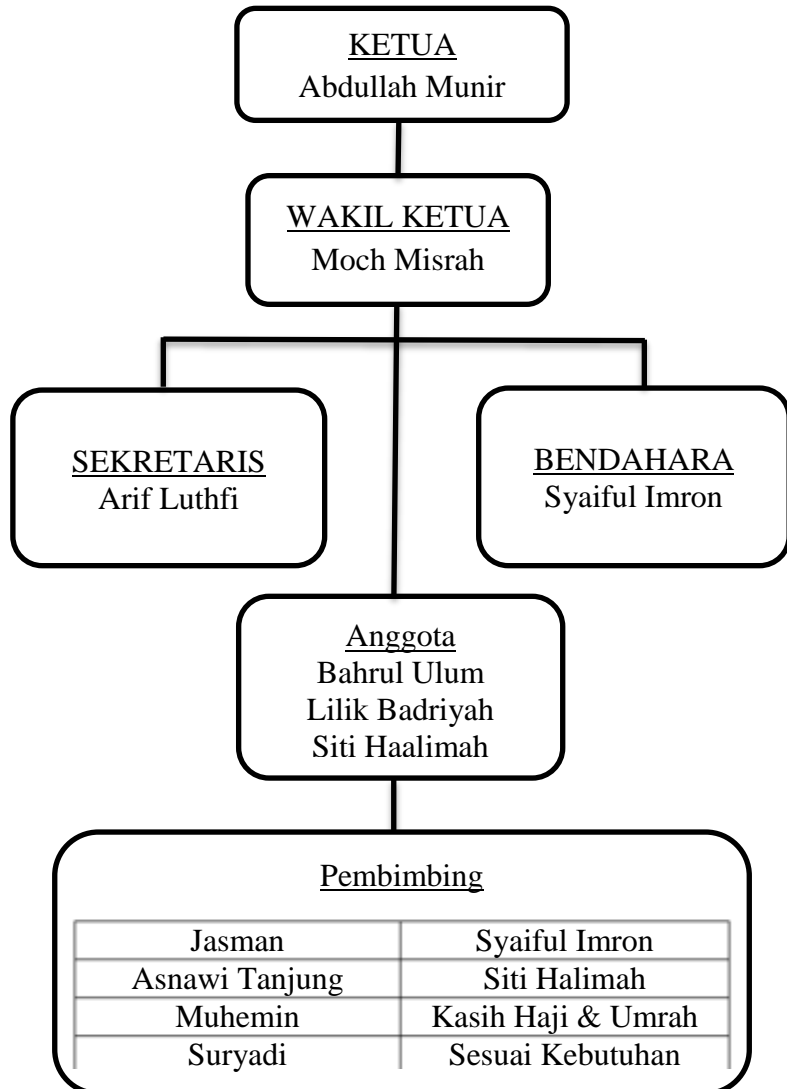 KETUA
Abdullah Munir
WAKIL KETUA
Moch Misrah
SEKRETARIS
Arif Luthfi
BENDAHARA
Syaiful Imron
Anggota
Bahrul Ulum
Lilik Badriyah
Siti Haalimah
Pembimbing
Jasman Syaiful Imron
Asnawi Tanjung Siti Halimah
Muhemin Kasih Haji & Umrah
Suryadi Sesuai Kebutuhan